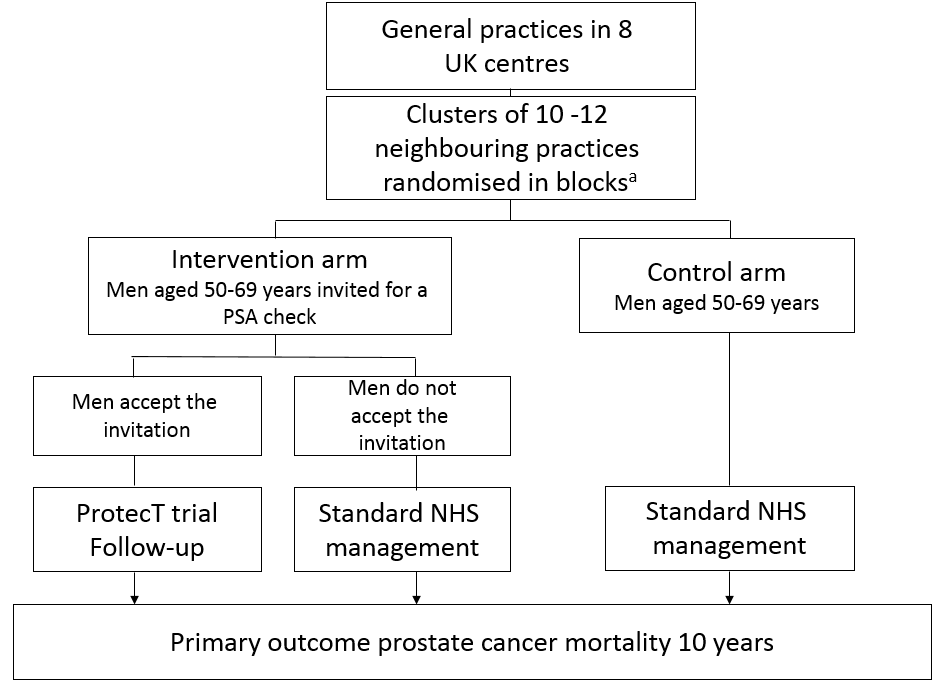 General practices in 8
UK centres
Clusters of 10 -12
neighbouring practices
randomised in blocksᵃ
Intervention arm
Men aged 50-69 years invited for a
PSA check
Control arm
Men aged 50-69 years
Men accept the
invitation
Men do not
accept the
invitation
ProtecT trial
Follow-up
Standard NHS
management
Standard NHS
management
Primary outcome prostate cancer mortality 10 years